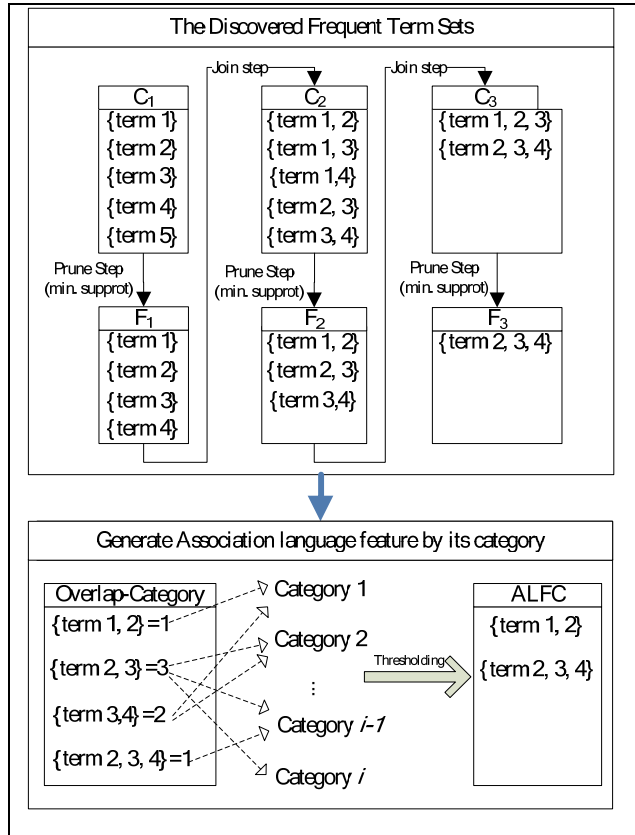 The Discovered Frequent Term Sets
Join step
Join step
C1
{term 1}
{term 2}
{term 3}
{term 4}
{term 5}
C2
{term 1, 2}
{term 1, 3}
{term 1,4}
{term 2, 3}
{term 3, 4}
C3
{term 1, 2, 3}
{term 2, 3, 4}
Prune Step
(min. supprot)
Prune Step
(min. supprot)
Prune Step
(min. supprot)
F1
{term 1}
{term 2}
{term 3}
{term 4}
F2
{term 1, 2}
{term 2, 3}
{term 3,4}
F3
{term 2, 3, 4}
Generate Association language feature by its category
Overlap-Category
{term 1, 2}=1
{term 2, 3}=3
{term 3,4}=2
{term 2, 3, 4}=1
Category 1
Category 2
...
Category i-1
Category i
Thresholding
ALFC
{term 1, 2}
{term 2, 3, 4}